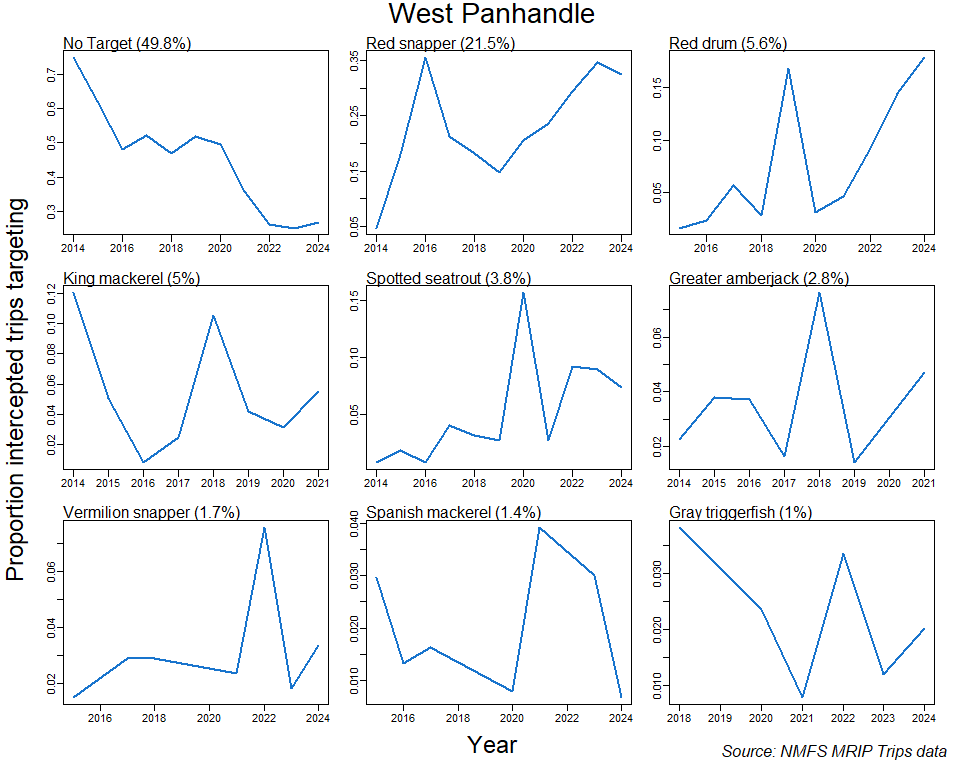 West Panhandle
No Target (49.8%)
Red snapper (21.5%)
Red drum (5.6%)
0.3 0.4 0.5 0.6 0.7
0.05 0.15 0.25 0.35
0.05 0.10 0.15
2014 2016 2018 2020 2022 2024
2014 2016 2018 2020 2022 2024
2016 2018 2020 2022 2024
King mackerel (5%)
Spotted seatrout (3.8%)
Greater amberjack (2.8%)
0.02 0.04 0.06 0.08 0.10 0.12
0.05 0.10 0.15
0.02 0.04 0.06
2014 2015 2016 2017 2018 2019 2020 2021
2014 2016 2018 2020 2022 2024
2014 2015 2016 2017 2018 2019 2020 2021
Vermilion snapper (1.7%)
Spanish mackerel (1.4%)
Gray triggerfish (1%)
0.02 0.04 0.06
0.010 0.020 0.030 0.040
0.010 0.020 0.030
2016 2018 2020 2022 2024
2016 2018 2020 2022 2024
2018 2019 2020 2021 2022 2023 2024
Proportion intercepted trips targeting
Year
Source: NMFS MRIP Trips data